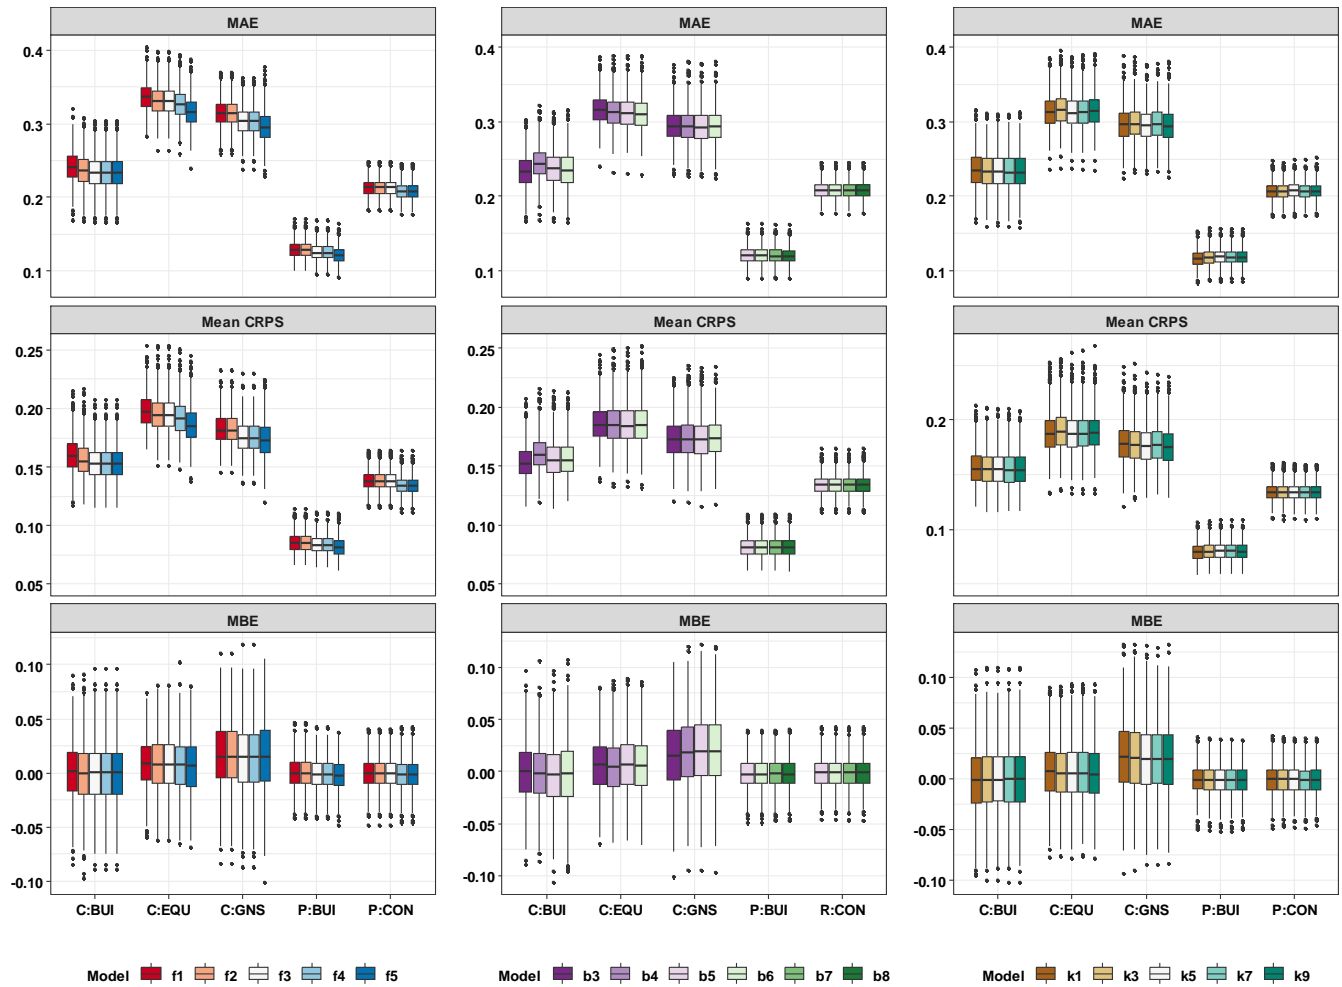 MAE
MAE
MAE
0.4
0.3
0.2
0.1
0.4
0.3
0.2
0.1
0.4
0.3
0.2
0.1
Mean CRPS
Mean CRPS
Mean CRPS
0.25
0.20
0.15
0.10
0.05
0.25
0.20
0.15
0.10
0.05
0.2
0.1
MBE
MBE
MBE
0.10
0.05
0.00
-0.05
-0.10
0.10
0.05
0.00
-0.05
-0.10
0.10
0.05
0.00
-0.05
-0.10
C:BUI C:EQU C:GNS P:BUI P:CON
C:BUI C:EQU C:GNS P:BUI R:CON
C:BUI C:EQU C:GNS P:BUI P:CON
Model f1 f2 f3 f4 f5
Model b3 b4 b5 b6 b7 b8
Model k1 k3 k5 k7 k9